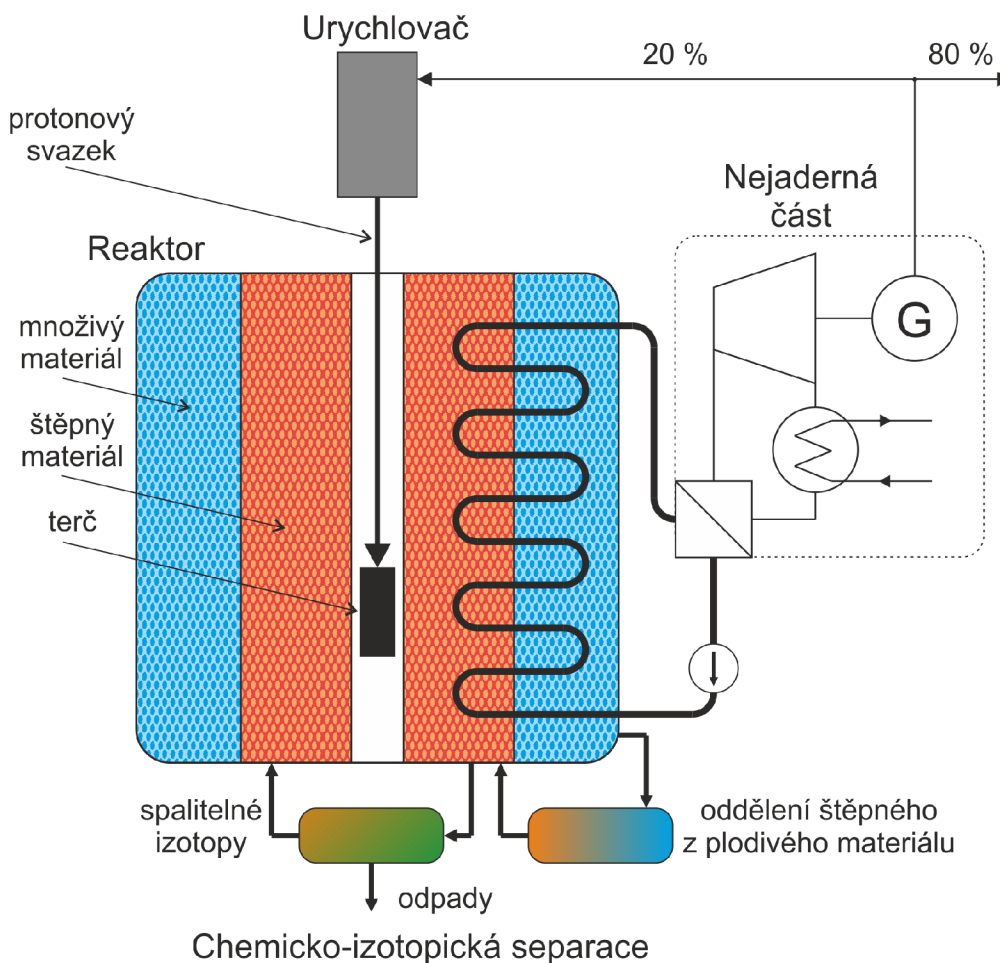 Urychlovač
20 %
80 %
protonový
svazek
Nejaderná
část
Reaktor
G
množivý
materiál
štěpný
materiál
terč
spalitelné
izotopy
oddělení štěpného
z plodivého materiálu
odpady
Chemicko-izotopická separace